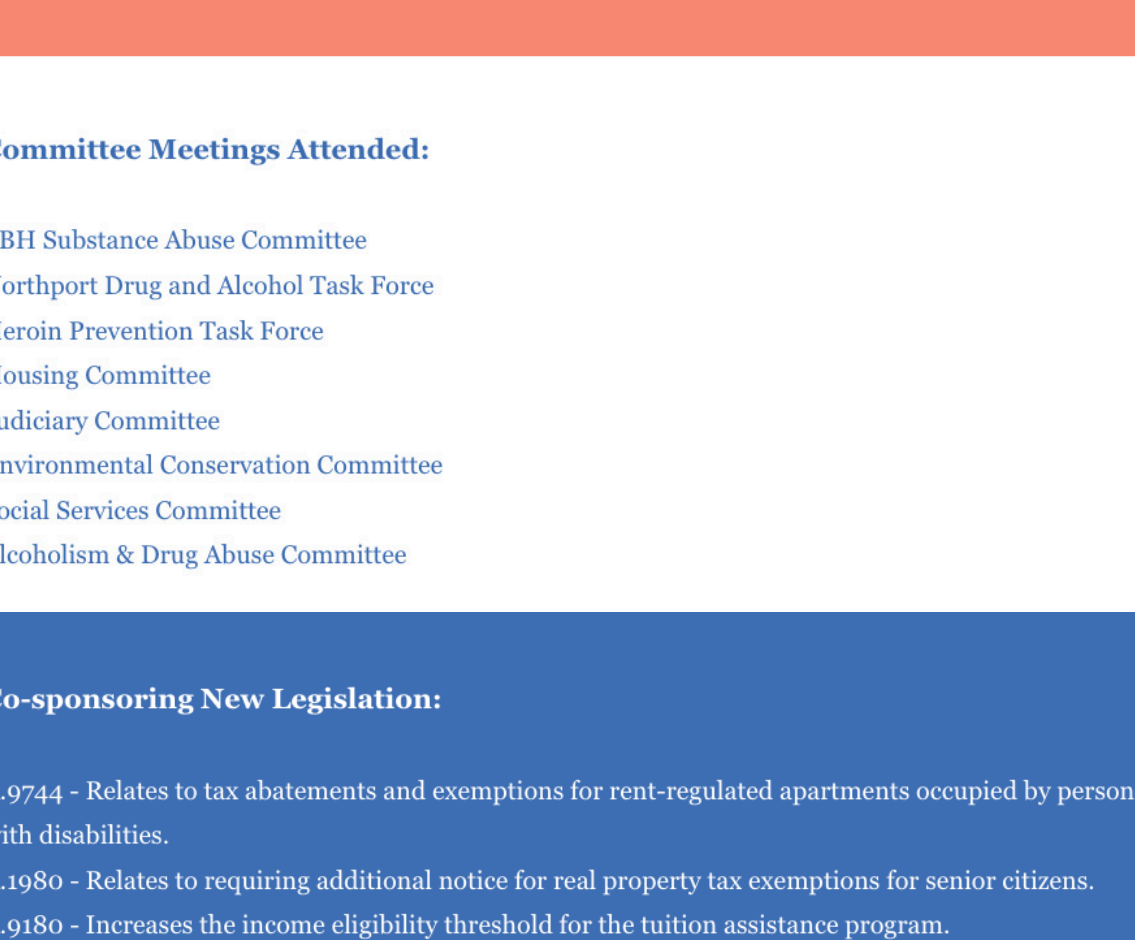 Committee Meetings Attended:
BH Substance Abuse Committee
orthport Drug and Alcohol Task Force
eroin Prevention Task Force
ousing Committee
udiciary Committee
nvironmental Conservation Committee
ocial Services Committee
lcoholism & Drug Abuse Committee
Co-sponsoring New Legislation:
.9744 - Relates to tax abatements and exemptions for rent-regulated apartments occupied by person
ith disabilities.
.1980 - Relates to requiring additional notice for real property tax exemptions for senior citizens.
.9180 - Increases the income eligibility threshold for the tuition assistance program.